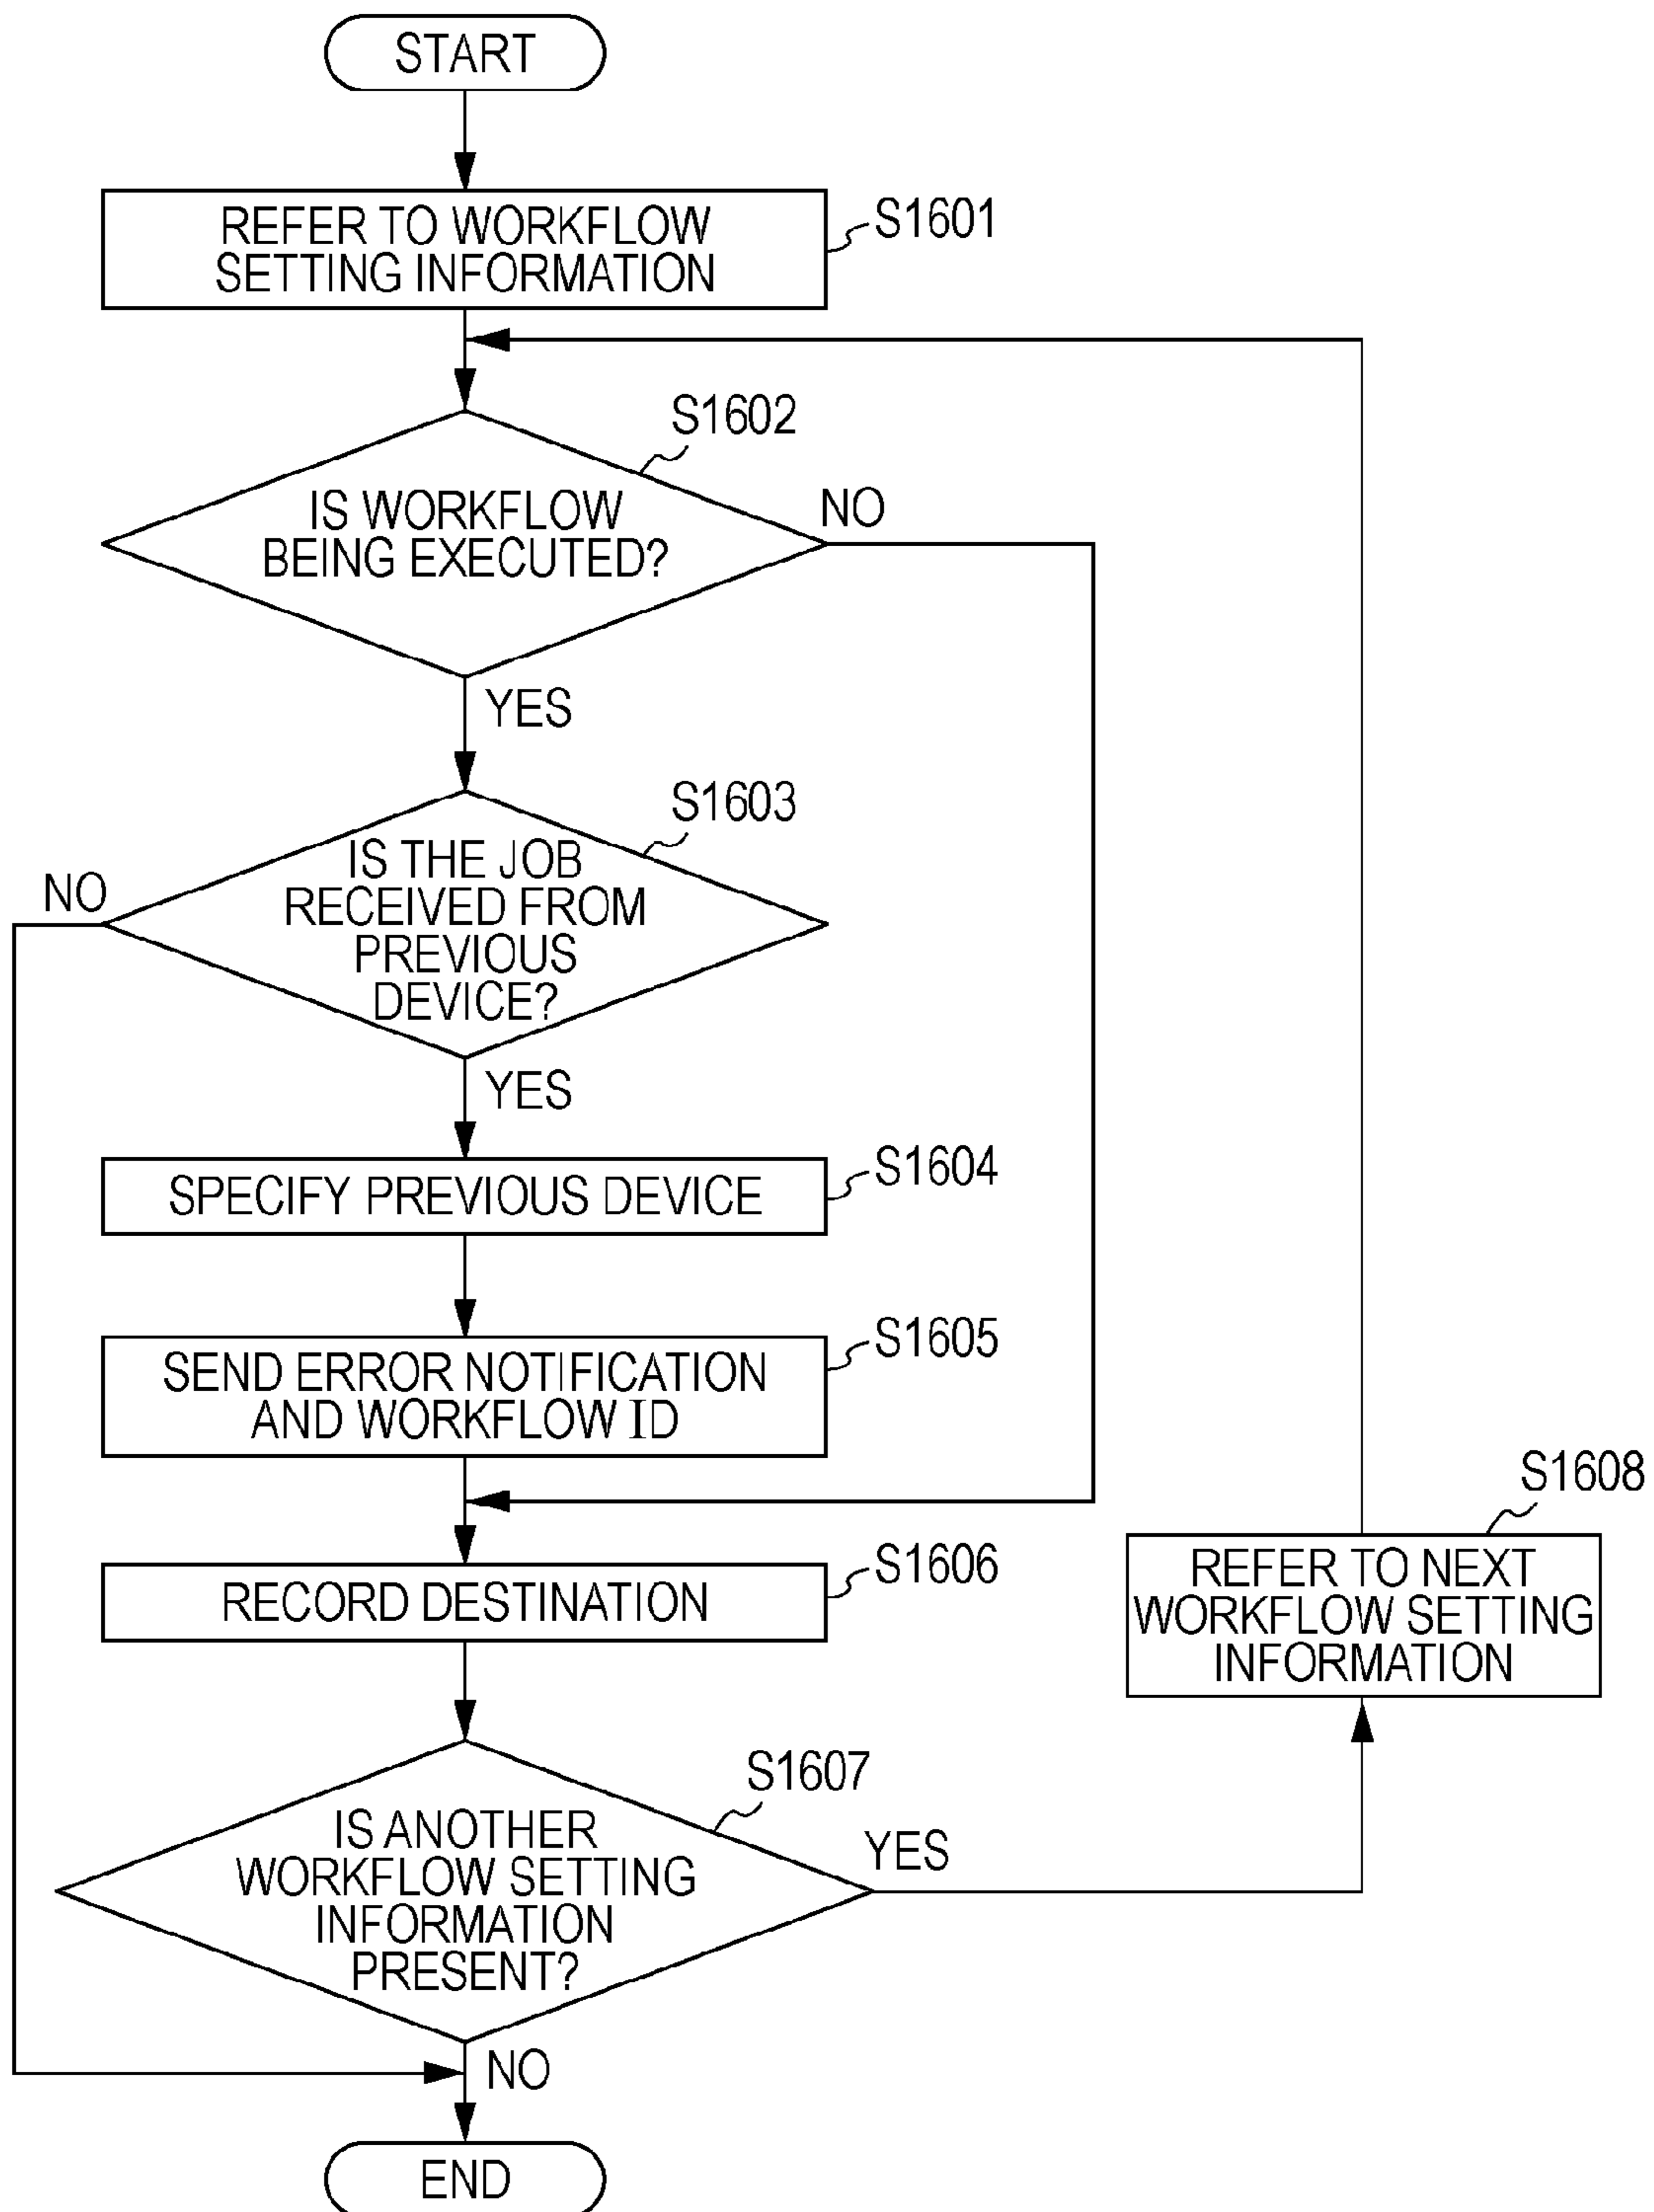 START
REFER TO WORKFLOW
SETTING INFORMATION
S1601
S1602
IS WORKFLOW
BEING EXECUTED?
NO
YES
S1603
IS THE JOB
RECEIVED FROM
PREVIOUS
DEVICE?
NO
YES
SPECIFY PREVIOUS DEVICE
S1604
SEND ERROR NOTIFICATION
AND WORKFLOW ID
S1605
RECORD DESTINATION
S1606
S1608
REFER TO NEXT
WORKFLOW SETTING
INFORMATION
S1607
IS ANOTHER
WORKFLOW SETTING
INFORMATION
PRESENT?
YES
NO
END